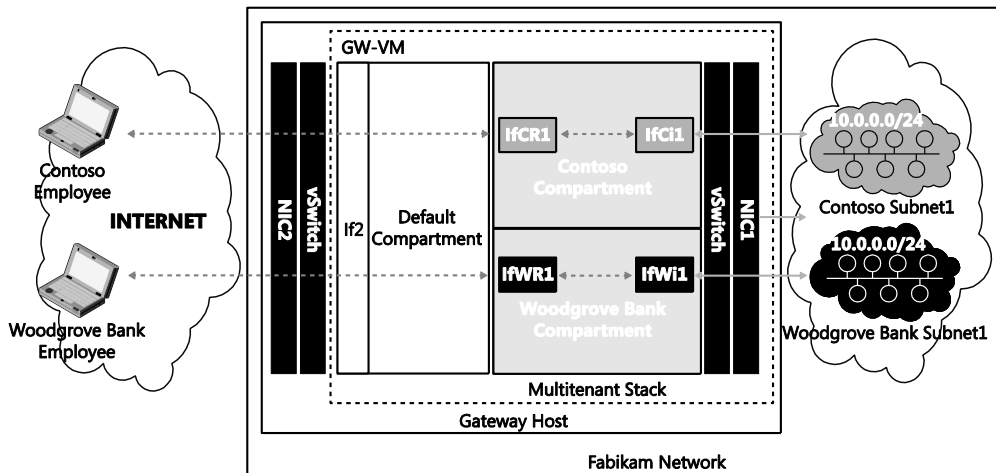 GW-VM
Contoso
Employee
INTERNET
Woodgrove Bank
Employee
NIC2
vSwitch
If2
Default
Compartment
IfCR1
IfCi1
Contoso
Compartment
IfWR1
IfWi1
Woodgrove Bank
Compartment
vSwitch
NIC1
10.0.0.0/24
Contoso Subnet1
10.0.0.0/24
Woodgrove Bank Subnet1
Multitenant Stack
Gateway Host
Fabikam Network